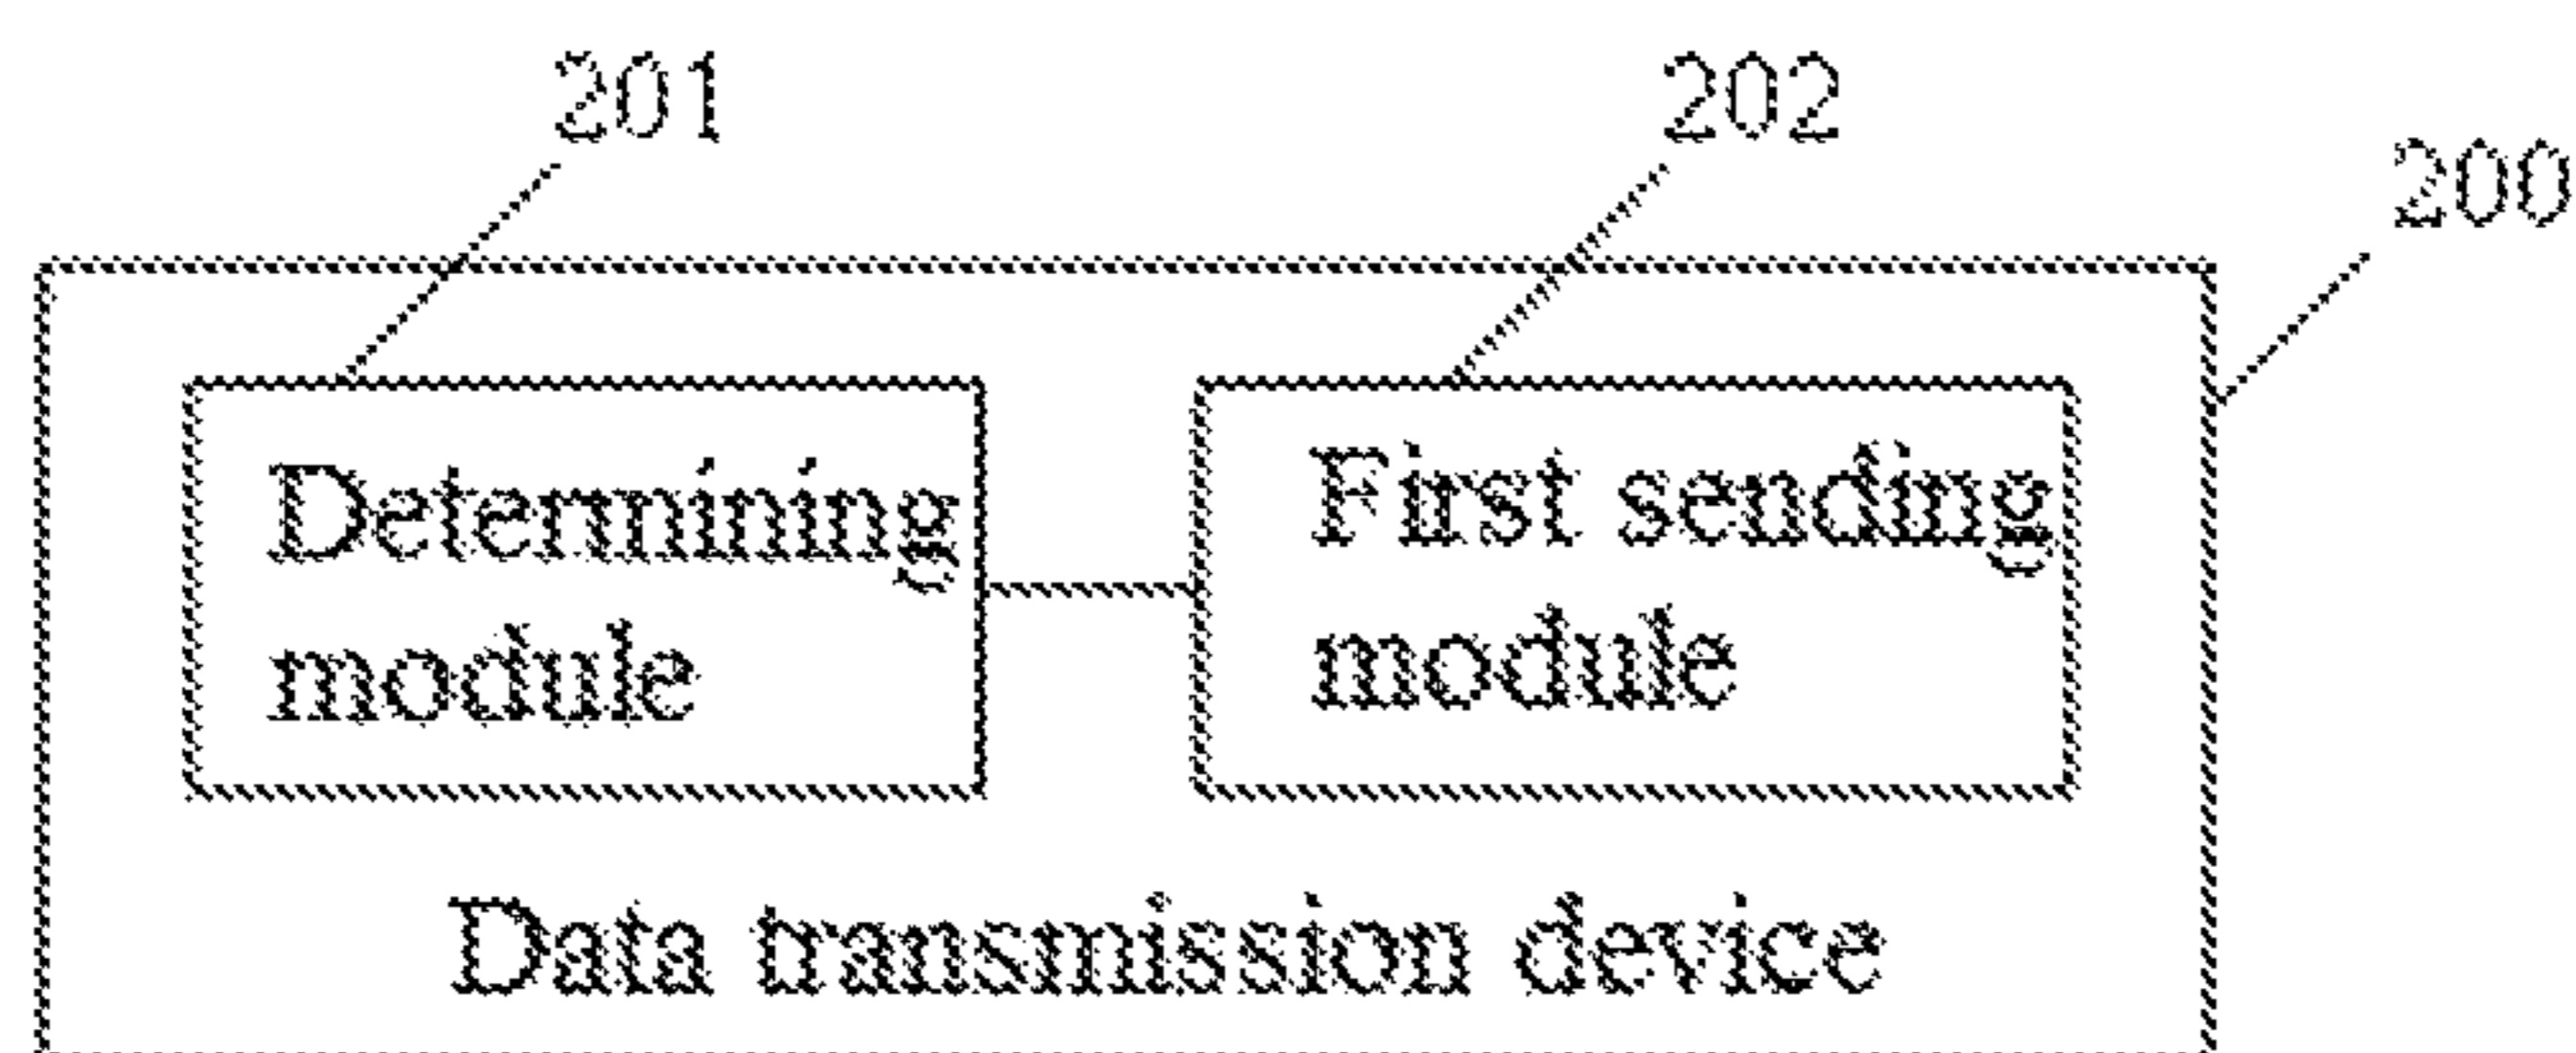 201
202
200
Determining
module
First sending
module
Data transmission device